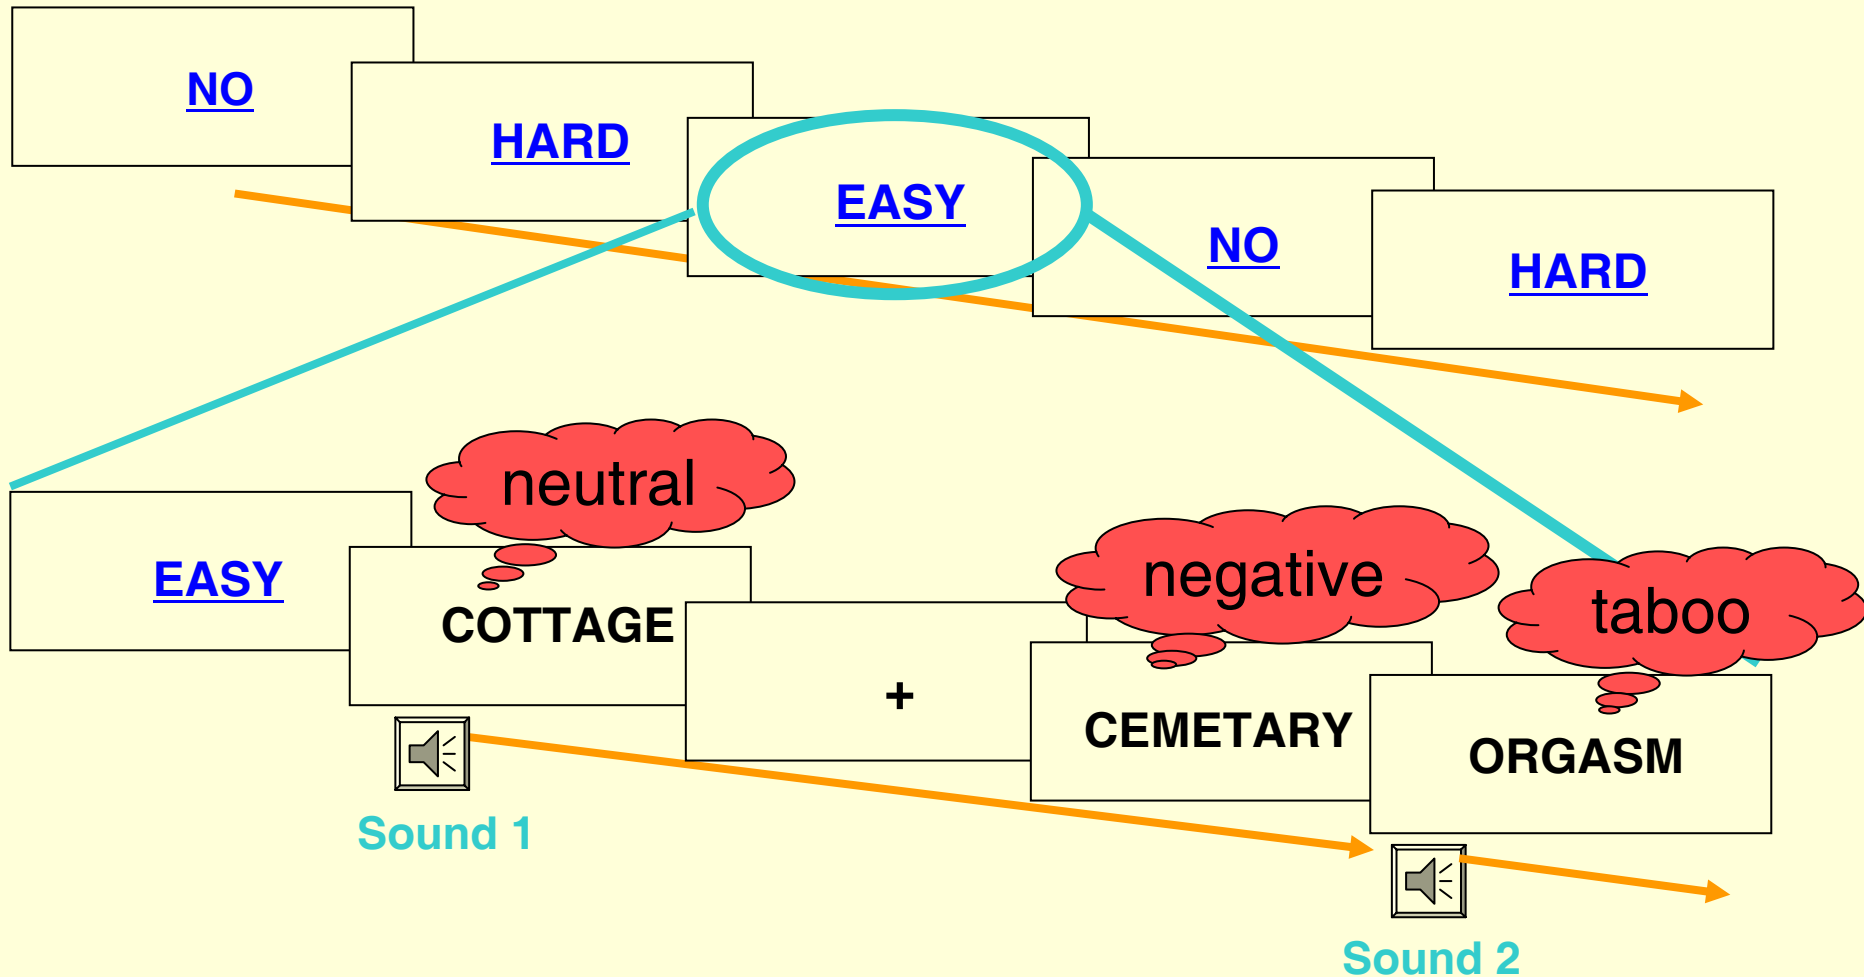 NO
HARD
EASY
NO
HARD
neutral
negative
taboo
EASY
COTTAGE
+
CEMETARY
ORGASM
Sound 1
Sound 2